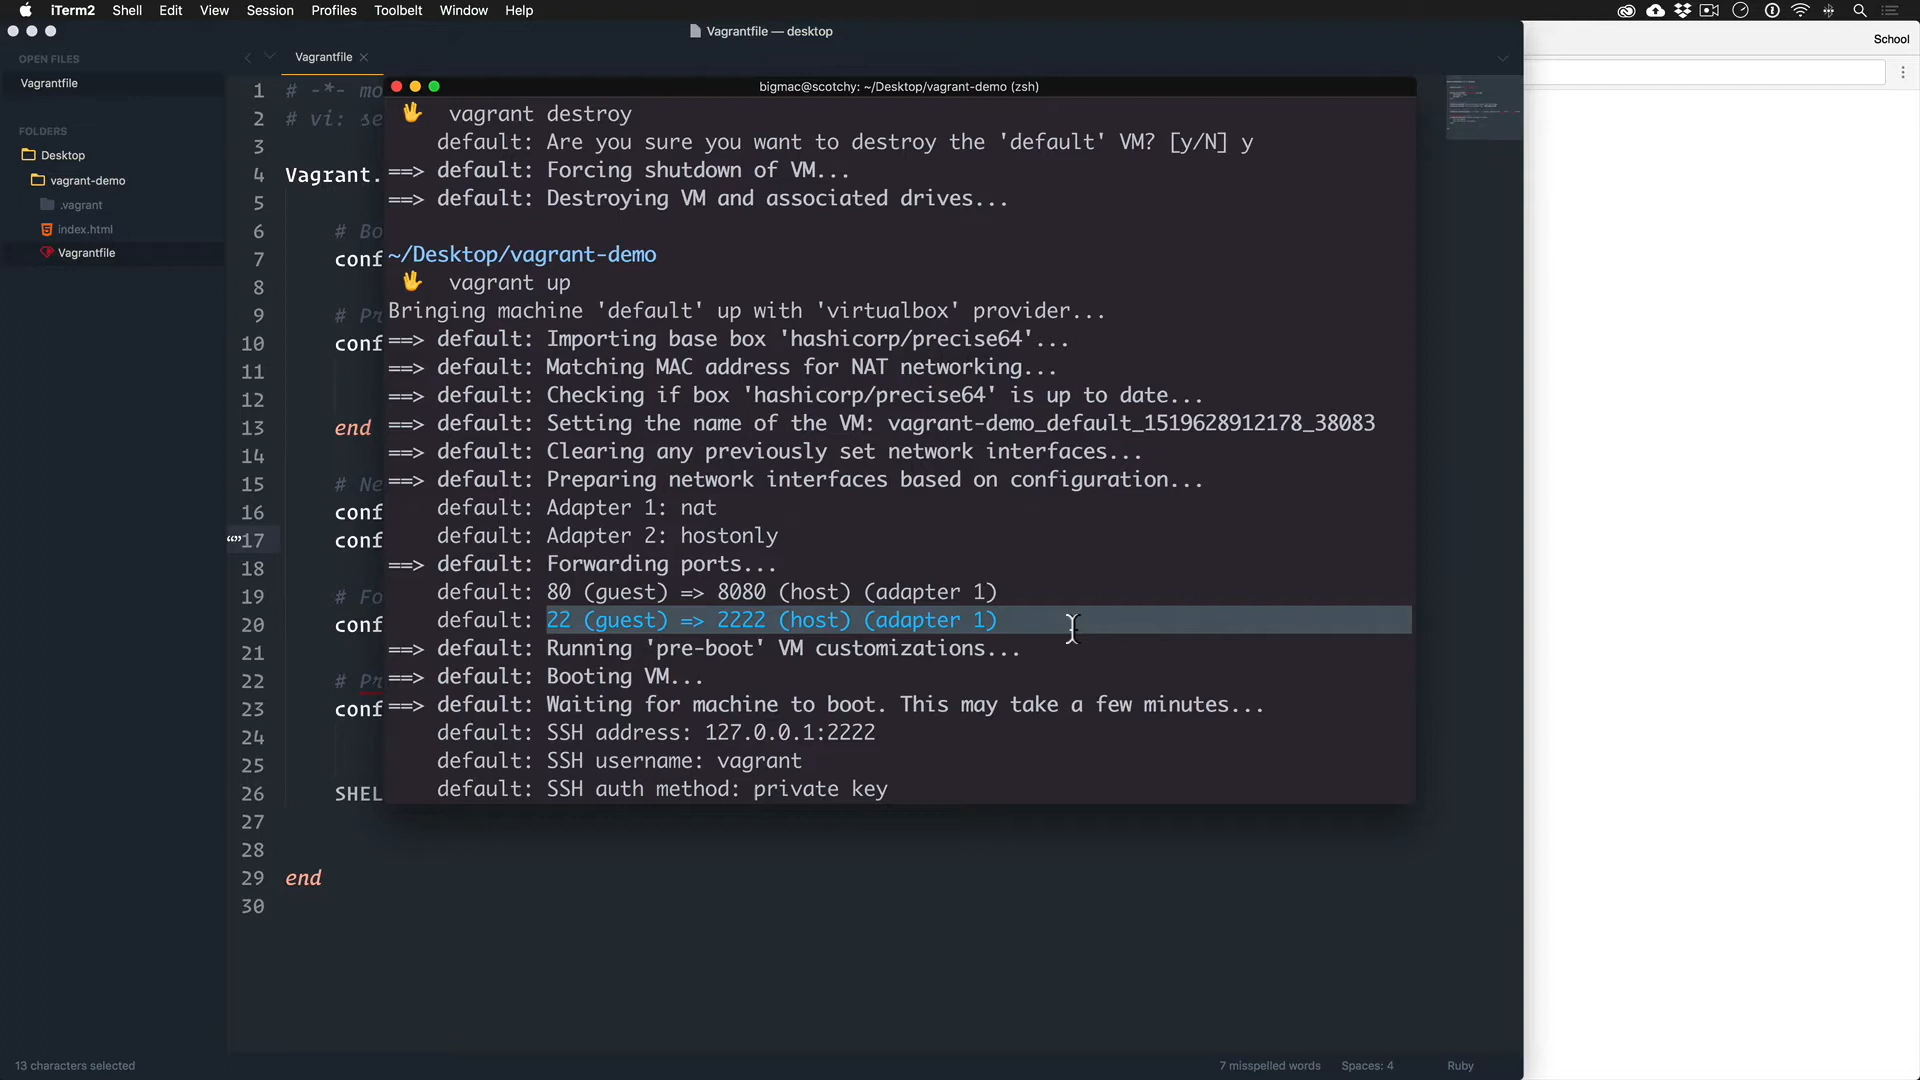 iTerm2 Shell Edit View Session Profiles Toolbelt Window Help
Vagrantfile — desktop
School
OPEN FILES
Vagrantfile
FOLDERS
Desktop
vagrant-demo
.vagrant
index.html
Vagrantfile
Vagrantfile
1 # -*- mo
2 # vi: se
3
4 Vagrant.
5
6 # Bo
7 conf
8
9 # Pr
10 conf
11
12
13 end
14
15 # Ne
16 conf
17 conf
18
19 # Fo
20 conf
21
22 # Pr
23 conf
24
25
26 SHEL
27
28
29 end
30
bigmac@scotchy: ~/Desktop/vagrant-demo (zsh)
🖖 vagrant destroy
default: Are you sure you want to destroy the 'default' VM? [y/N] y
==> default: Forcing shutdown of VM...
==> default: Destroying VM and associated drives...
~/Desktop/vagrant-demo
🖖 vagrant up
Bringing machine 'default' up with 'virtualbox' provider...
==> default: Importing base box 'hashicorp/precise64'...
==> default: Matching MAC address for NAT networking...
==> default: Checking if box 'hashicorp/precise64' is up to date...
==> default: Setting the name of the VM: vagrant-demo_default_1519628912178_38083
==> default: Clearing any previously set network interfaces...
==> default: Preparing network interfaces based on configuration...
default: Adapter 1: nat
default: Adapter 2: hostonly
==> default: Forwarding ports...
default: 80 (guest) => 8080 (host) (adapter 1)
default: 22 (guest) => 2222 (host) (adapter 1)
==> default: Running 'pre-boot' VM customizations...
==> default: Booting VM...
==> default: Waiting for machine to boot. This may take a few minutes...
default: SSH address: 127.0.0.1:2222
default: SSH username: vagrant
default: SSH auth method: private key
13 characters selected
7 misspelled words
Spaces: 4
Ruby